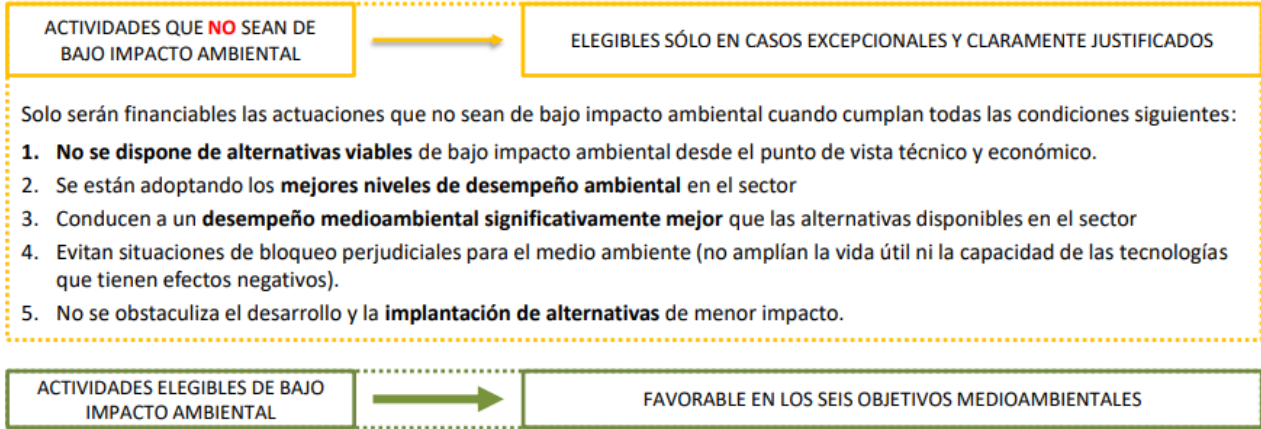 ACTIVIDADES QUE NO SEAN DE
BAJO IMPACTO AMBIENTAL
ELEGIBLES SÓLO EN CASOS EXCEPCIONALES Y CLARAMENTE JUSTIFICADOS
Solo serán financiables las actuaciones que no sean de bajo impacto ambiental cuando cumplan todas las condiciones siguientes:
1. No se dispone de alternativas viables de bajo impacto ambiental desde el punto de vista técnico y económico.
2. Se están adoptando los mejores niveles de desempeño ambiental en el sector
3. Conducen a un desempeño medioambiental significativamente mejor que las alternativas disponibles en el sector
4. Evitan situaciones de bloqueo perjudiciales para el medio ambiente (no amplían la vida útil ni la capacidad de las tecnologías
que tienen efectos negativos).
5. No se obstaculiza el desarrollo y la implantación de alternativas de menor impacto.
ACTIVIDADES ELEGIBLES DE BAJO
IMPACTO AMBIENTAL
FAVORABLE EN LOS SEIS OBJETIVOS MEDIOAMBIENTALES